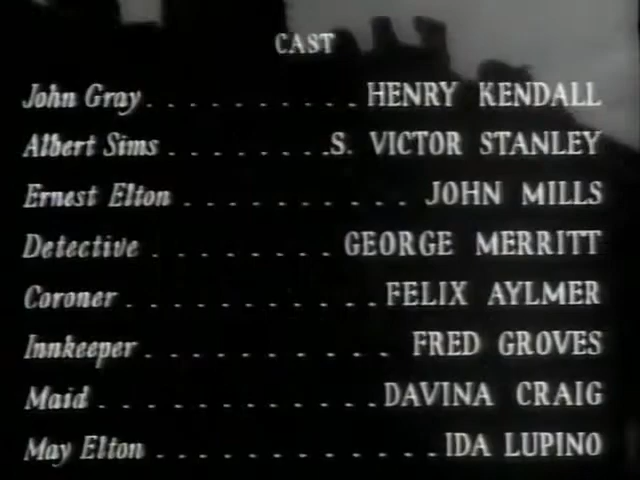 CAST
John Gray . . . . . . . . . . HENRY KENDALL
Albert Sims . . . . . . . . S. VICTOR STANLEY
Ernest Elton . . . . . . . . . . JOHN MILLS
Detective . . . . . . . . GEORGE MERRITT
Coroner . . . . . . . . . . . FELIX AYLMER
Innkeeper . . . . . . . . . . FRED GROVES
Maid . . . . . . . . . . . . DAVINA CRAIG
May Elton . . . . . . . . . . . . IDA LUPINO